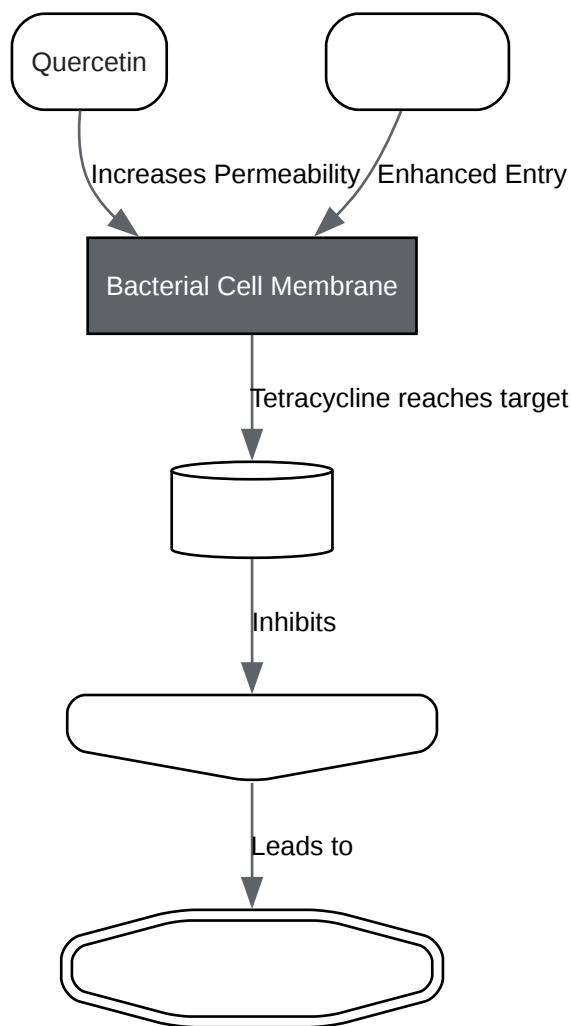 Quercetin
Increases Permeability
Enhanced Entry
Bacterial Cell Membrane
Tetracycline reaches target
Inhibits
Leads to